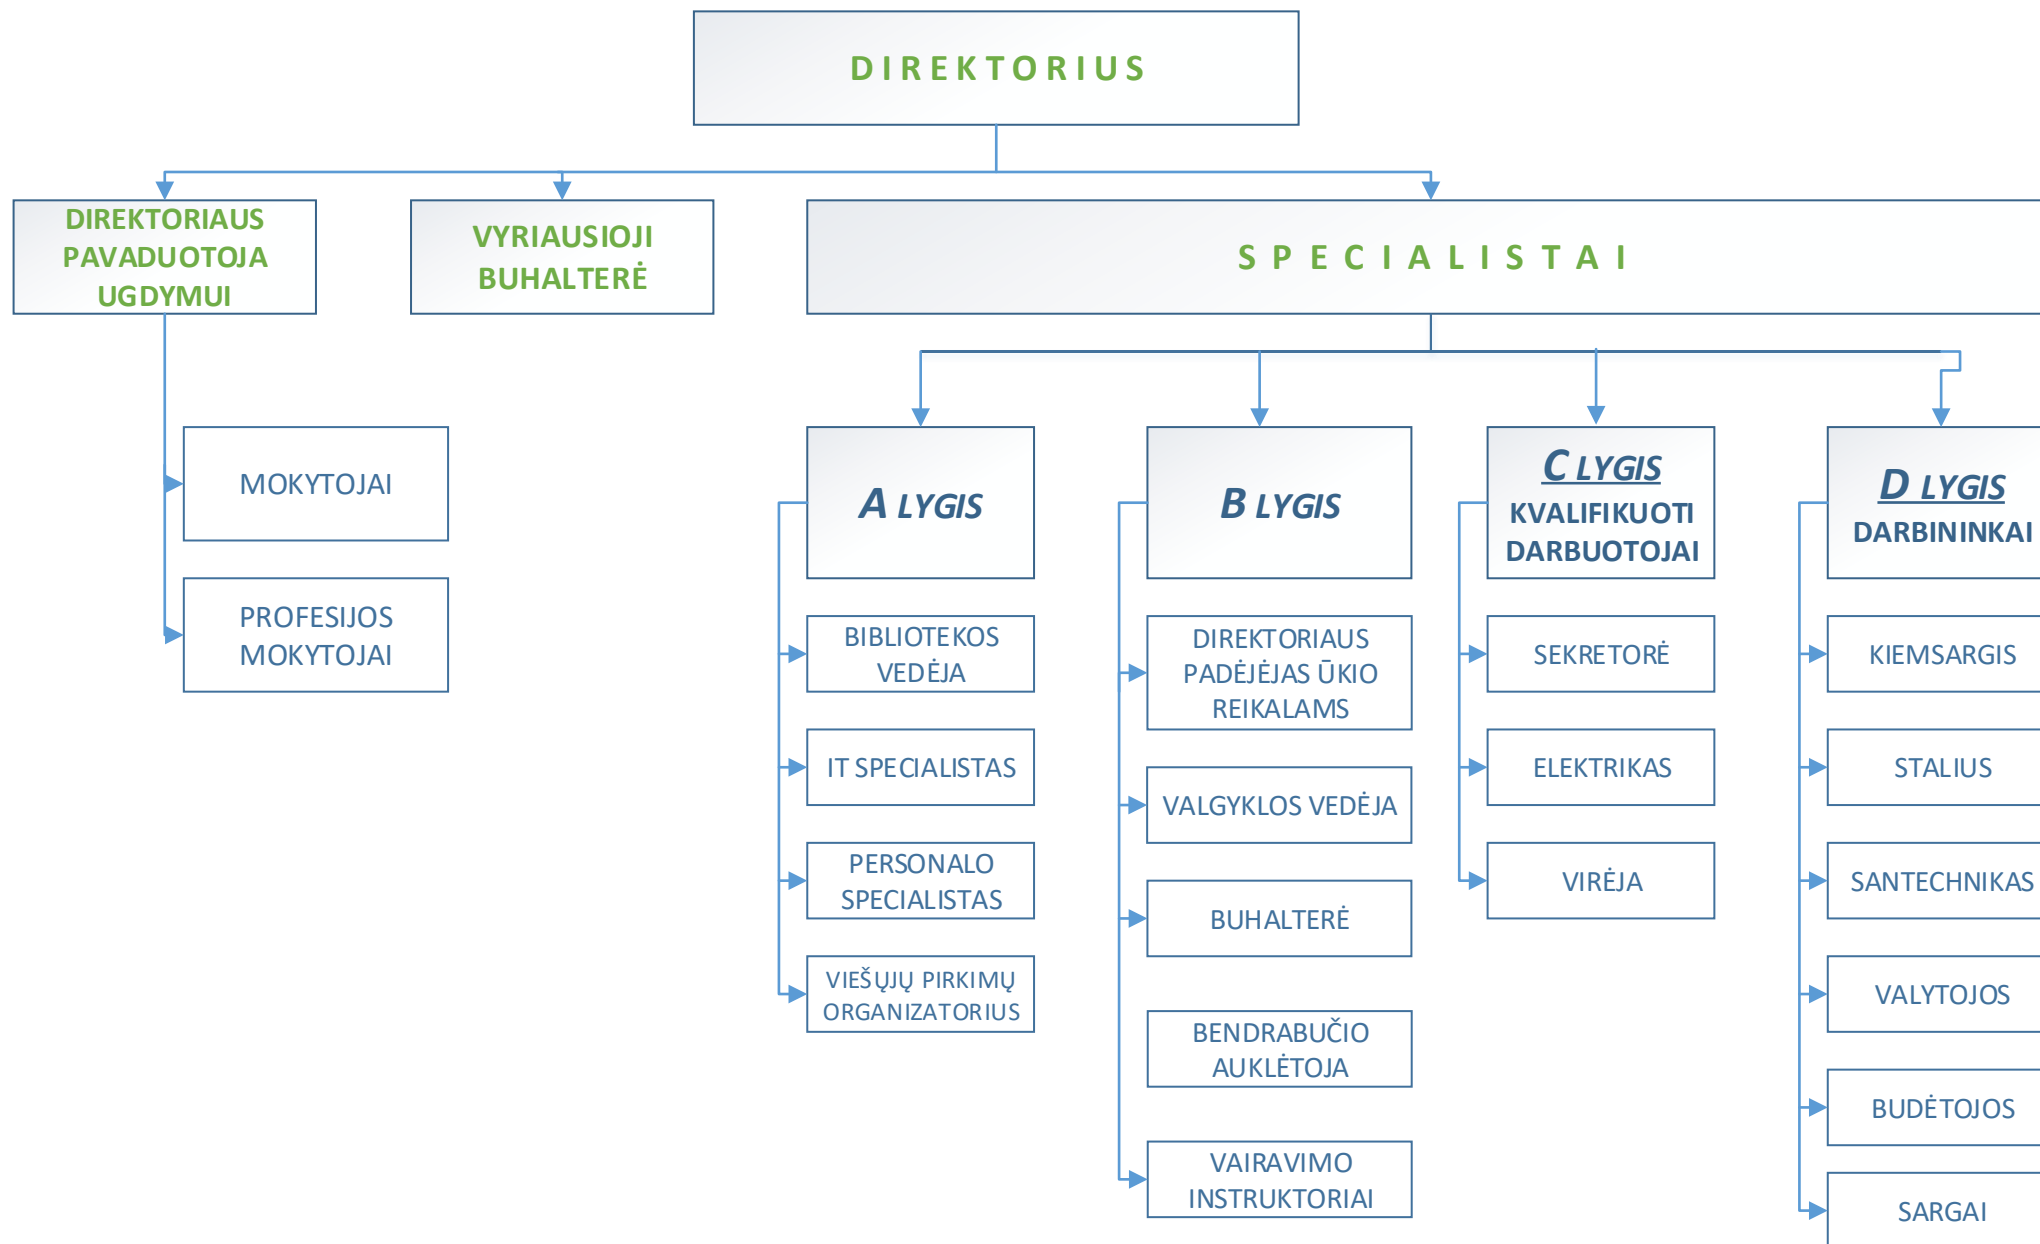 DIREKTORIUS
DIREKTORIAUS
PAVADUOTOJA
UGDYMUI
VYRIAUSIOJI
BUHALTERĖ
SPECIALISTAI
MOKYTOJAI
PROFESIJOS
MOKYTOJAI
A LYGIS
BIBLIOTEKOS
VEDĖJA
IT SPECIALISTAS
PERSONALO
SPECIALISTAS
VIEŠŲJŲ PIRKIMŲ
ORGANIZATORIUS
B LYGIS
DIREKTORIAUS
PADĖJĖJAS ŪKIO
REIKALAMS
VALGYKLOS VEDĖJA
BUHALTERĖ
BENDRABUČIO
AUKLĖTOJA
VAIRAVIMO
INSTRUKTORIAI
C LYGIS
KVALIFIKUOTI
DARBUOTOJAI
SEKRETORĖ
ELEKTRIKAS
VIRĖJA
D LYGIS
DARBININKAI
KIEMSARGIS
STALIUS
SANTECHNIKAS
VALYTOJOS
BUDĖTOJOS
SARGAI